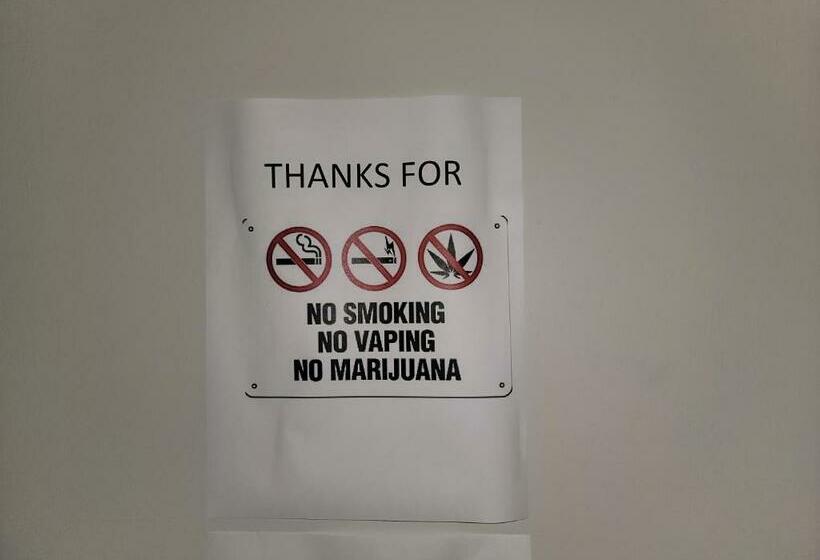 THANKS FOR
NO SMOKING
NO VAPING
NO MARIJUANA